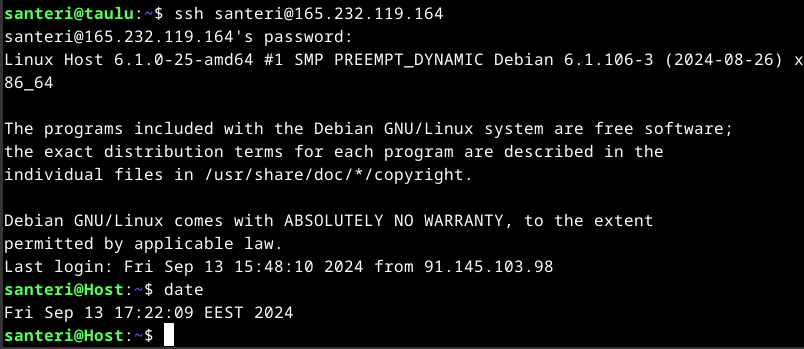 santeri@taulu:~$ ssh santeri@165.232.119.164
santeri@165.232.119.164's password:
Linux Host 6.1.0-25-amd64 #1 SMP PREEMPT_DYNAMIC Debian 6.1.106-3 (2024-08-26) x
86_64

The programs included with the Debian GNU/Linux system are free software;
the exact distribution terms for each program are described in the
individual files in /usr/share/doc/*/copyright.

Debian GNU/Linux comes with ABSOLUTELY NO WARRANTY, to the extent
permitted by applicable law.
Last login: Fri Sep 13 15:48:10 2024 from 91.145.103.98
santeri@Host:~$ date
Fri Sep 13 17:22:09 EEST 2024
santeri@Host:~$